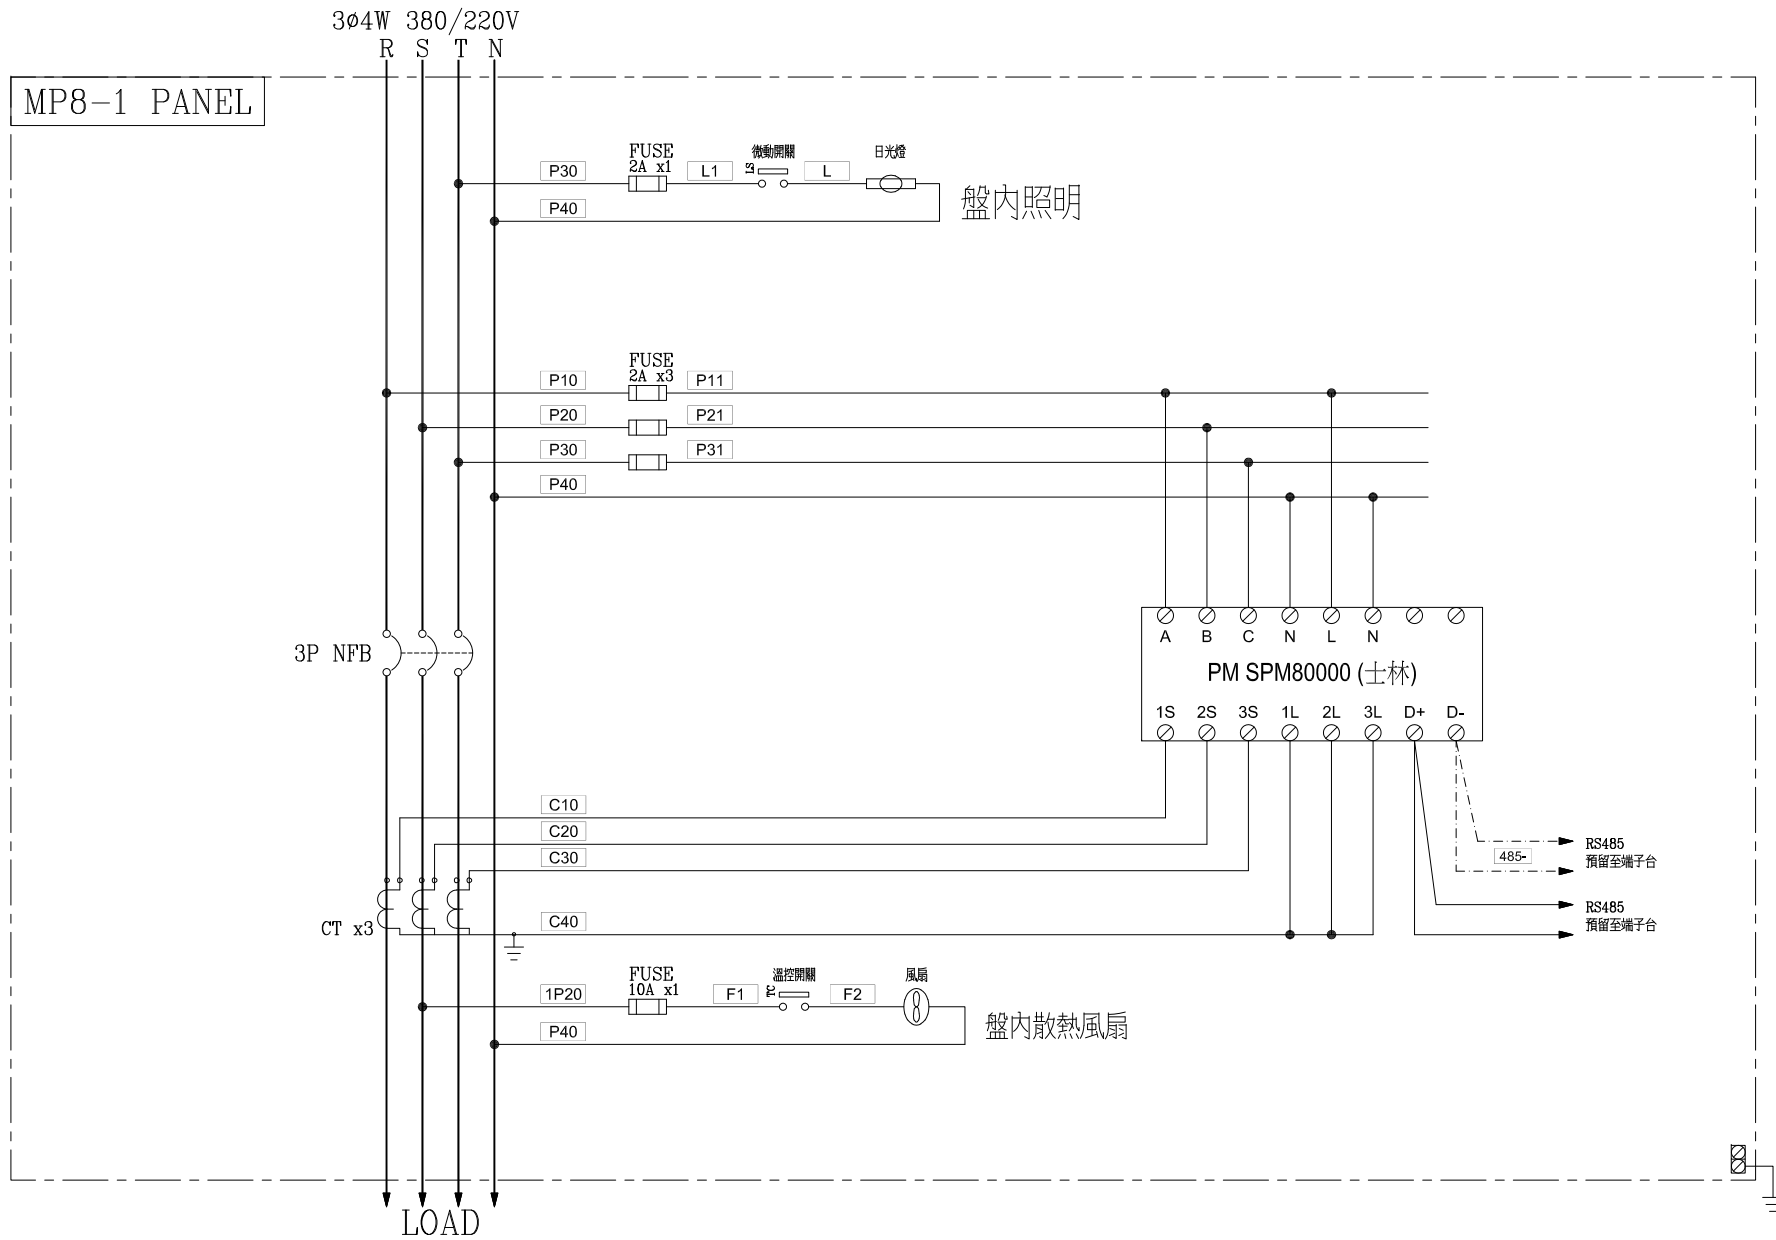 3ø4W 380/220V
R S T N
MP8-1 PANEL
FUSE
2A x1
微動開關
日光燈
P30
L1
LS
L
P40
盤內照明
FUSE
2A x3
P10
P11
P20
P21
P30
P31
P40
A B C N L N
3P NFB
PM SPM80000 (士林)
1S 2S 3S 1L 2L 3L D+ D-
C10
C20
C30
RS485
485-
預留至端子台
RS485
預留至端子台
C40
CT x3
FUSE
10A x1
溫控開關
風扇
1P20
F1
TC
F2
P40
盤內散熱風扇
LOAD